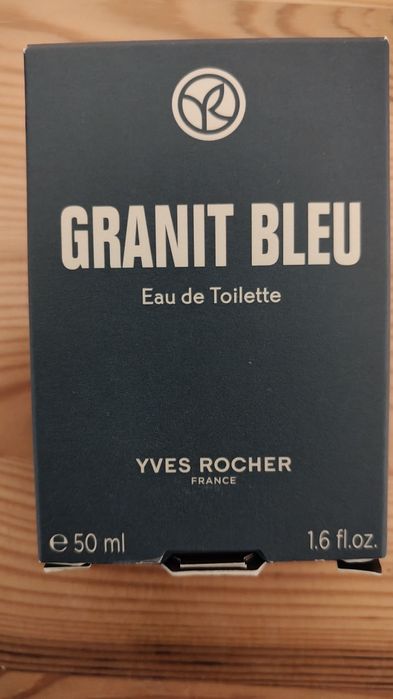 GRANIT BLEU
Eau de Toilette
YVES ROCHER
FRANCE
℮ 50 ml 1.6 fl.oz.